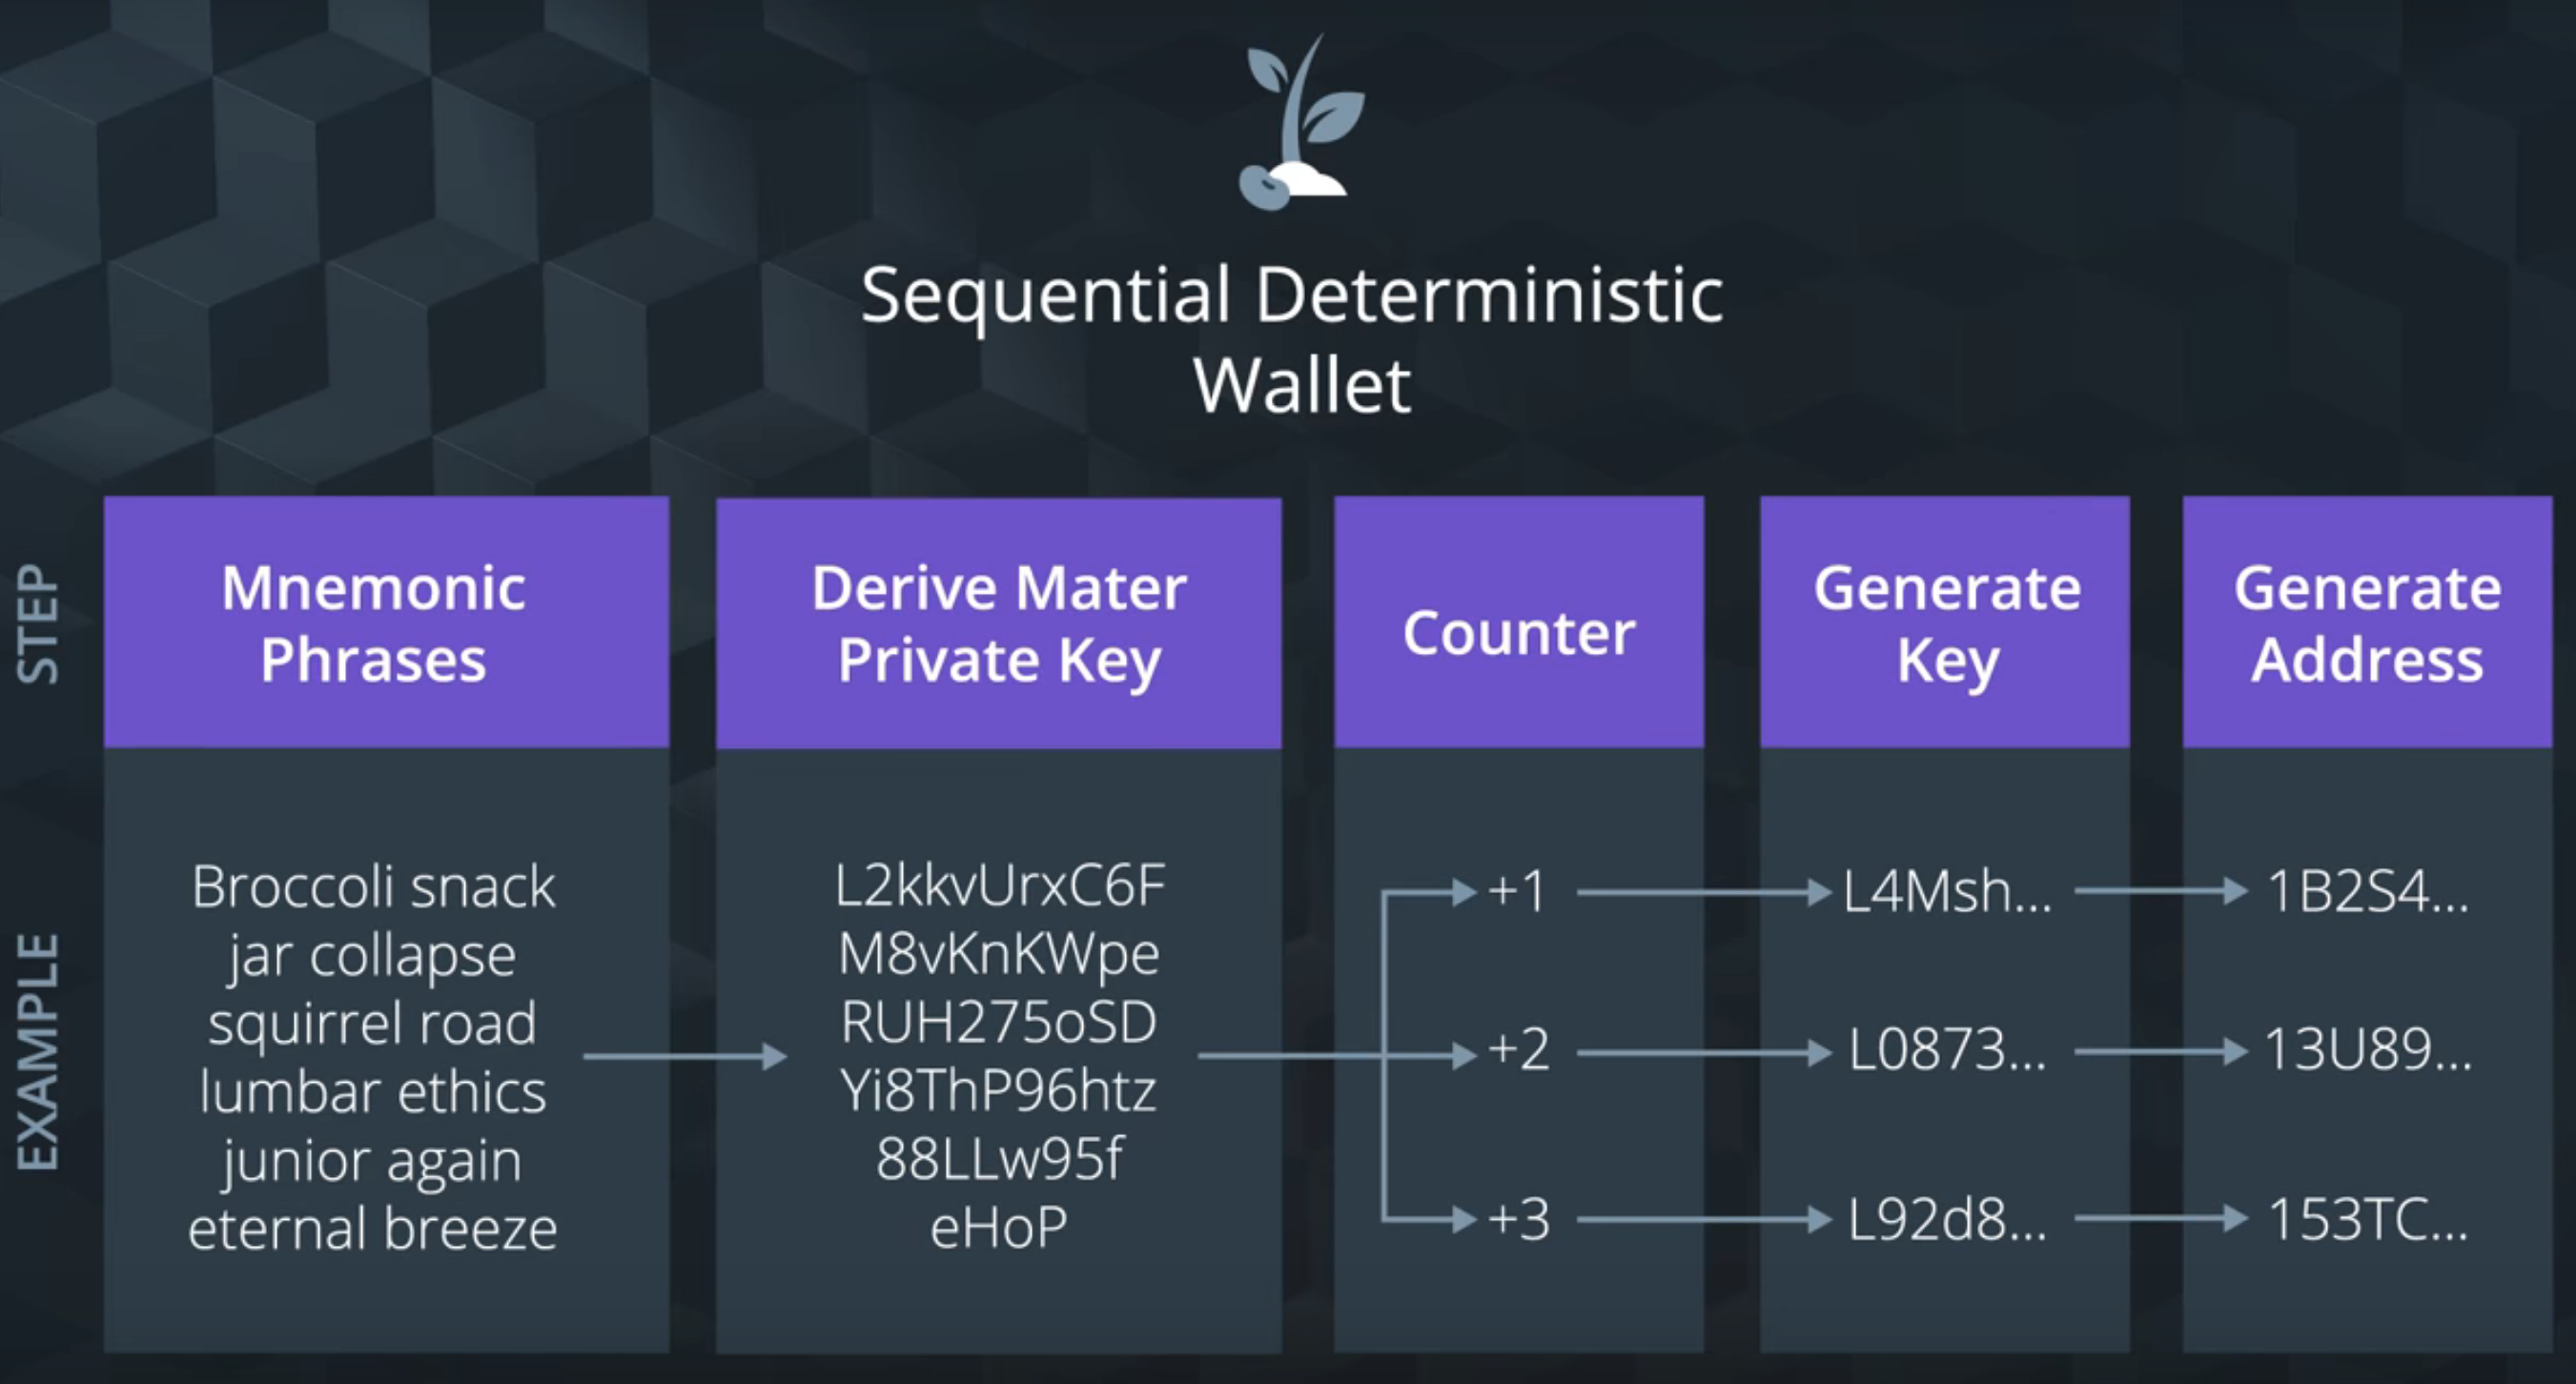 Sequential Deterministic
Wallet
STEP
Mnemonic
Phrases
Derive Mater
Private Key
Counter
Generate
Key
Generate
Address
EXAMPLE
Broccoli snack
jar collapse
squirrel road
lumbar ethics
junior again
eternal breeze
L2kkvUrxC6F
M8vKnKWpe
RUH275oSD
Yi8ThP96htz
88LLw95f
eHoP
+1
L4Msh...
1B2S4...
+2
L0873...
13U89...
+3
L92d8...
153TC...